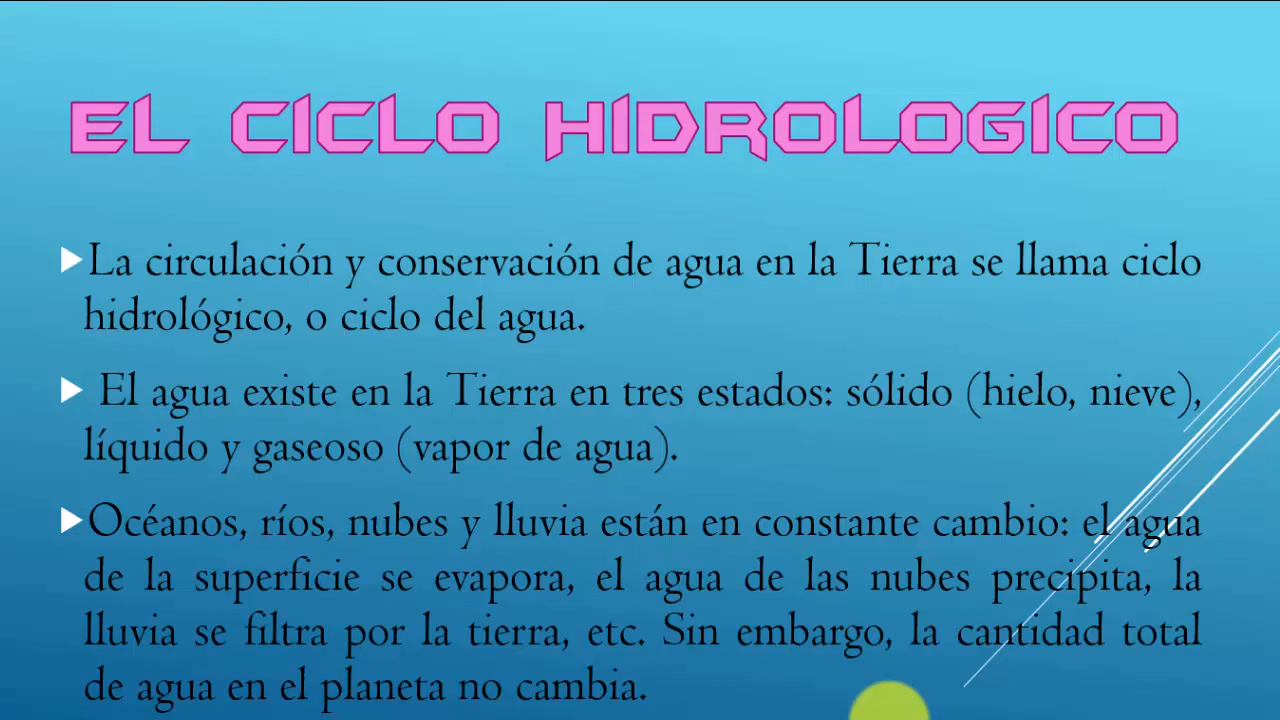 EL CICLO HIDROLOGICO
La circulación y conservación de agua en la Tierra se llama ciclo
hidrológico, o ciclo del agua.
El agua existe en la Tierra en tres estados: sólido (hielo, nieve),
líquido y gaseoso (vapor de agua).
Océanos, ríos, nubes y lluvia están en constante cambio: el agua
de la superficie se evapora, el agua de las nubes precipita, la
lluvia se filtra por la tierra, etc. Sin embargo, la cantidad total
de agua en el planeta no cambia.